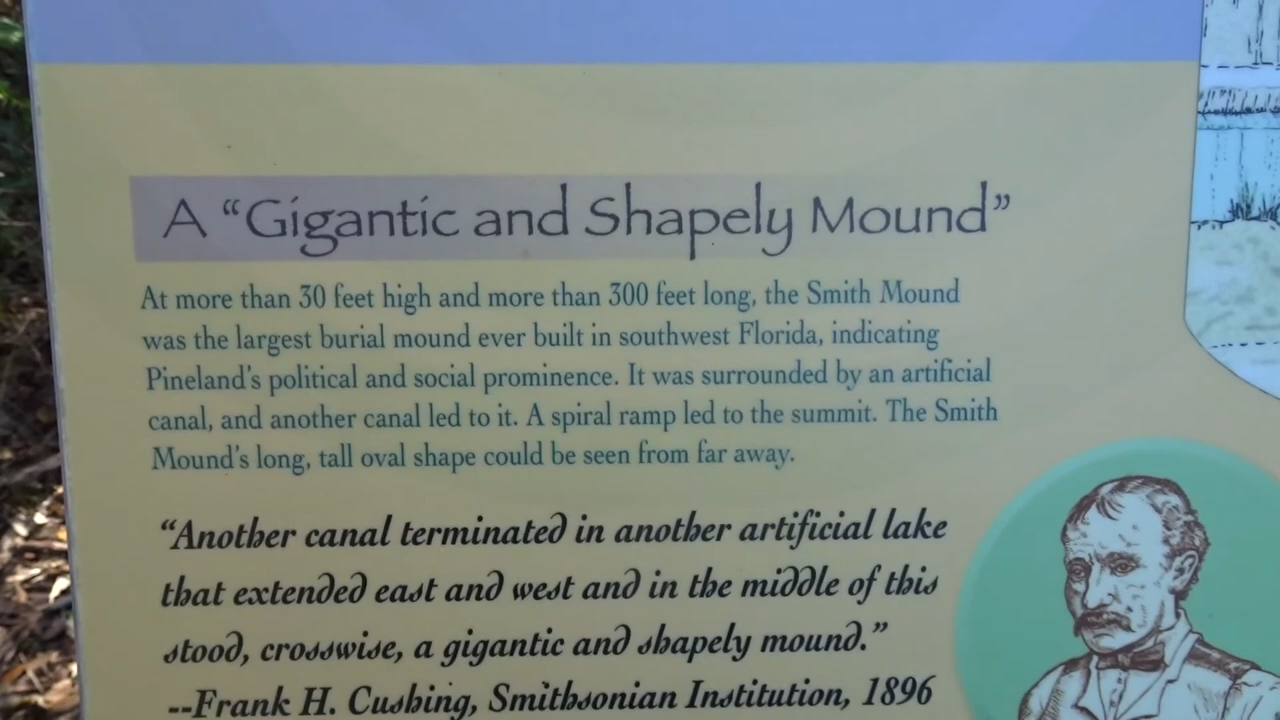 A “Gigantic and Shapely Mound”
At more than 30 feet high and more than 300 feet long, the Smith Mound
was the largest burial mound ever built in southwest Florida, indicating
Pineland’s political and social prominence. It was surrounded by an artificial
canal, and another canal led to it. A spiral ramp led to the summit. The Smith
Mound’s long, tall oval shape could be seen from far away.
“Another canal terminated in another artificial lake
that extended east and west and in the middle of this
stood, crosswise, a gigantic and shapely mound.”
--Frank H. Cushing, Smithsonian Institution, 1896